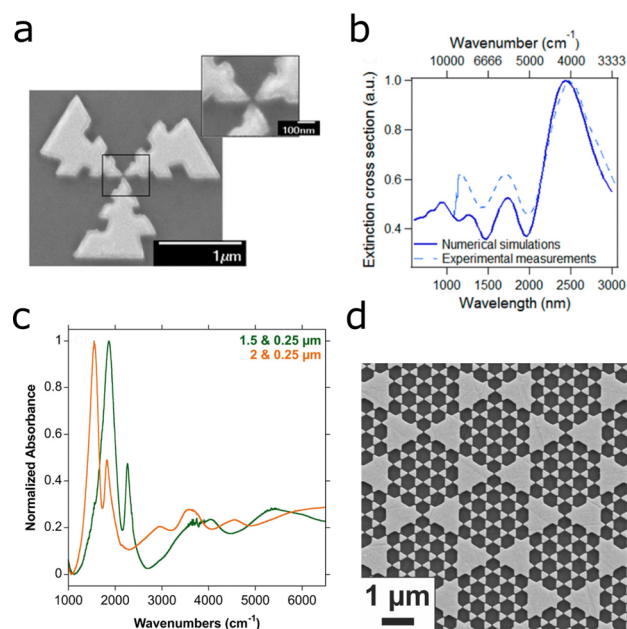 a
100nm
1µm
b
Wavenumber (cm-1)
10000 6666 5000 4000 3333
Extinction cross section (a.u.)
1.0
0.8
0.6
0.4
Numerical simulations
Experimental measurements
1000 1500 2000 2500 3000
Wavelength (nm)
c
Normalized Absorbance
1
0.8
0.6
0.4
0.2
0
1.5 & 0.25 µm
2 & 0.25 µm
1000 2000 3000 4000 5000 6000
Wavenumbers (cm-1)
d
1 µm